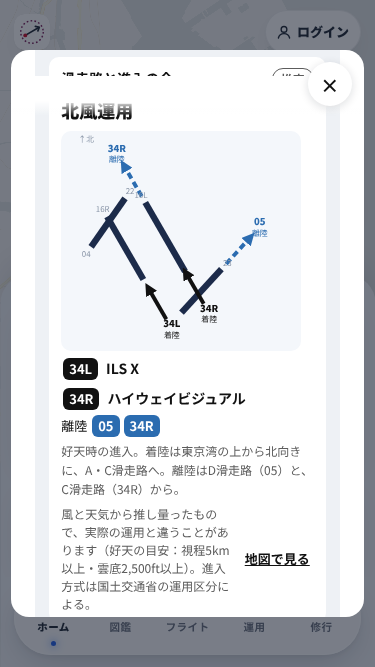 ログイン
北風運用
↑北
34R
離陸
22
16R
04
05
離陸
34R
着陸
34L
着陸
34L ILS X
34R ハイウェイビジュアル
離陸 05 34R
好天時の進入。着陸は東京湾の上から北向き
に、A・C滑走路へ。離陸はD滑走路（05）と、
C滑走路（34R）から。
風と天気から推し量ったもの
で、実際の運用と違うことがあ
ります（好天の目安：視程5km
以上・雲底2,500ft以上）。進入
方式は国土交通省の運用区分に
よる。
地図で見る
ホーム 図鑑 フライト 運用 修行